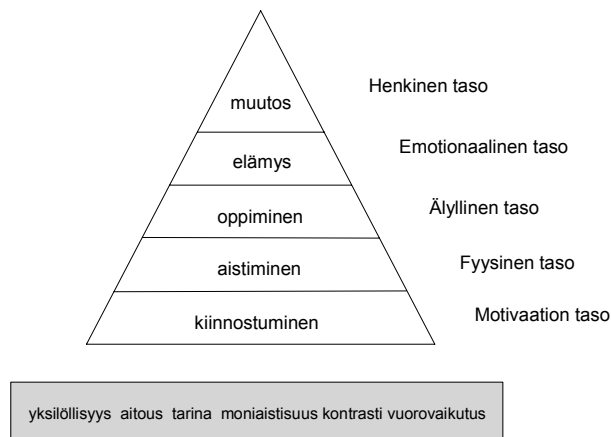 muutos
Henkinen taso
elämys
Emotionaalinen taso
oppiminen
Älyllinen taso
aistiminen
Fyysinen taso
kiinnostuminen
Motivaation taso
yksilöllisyys aitous tarina moniaistisuus kontrasti vuorovaikutus